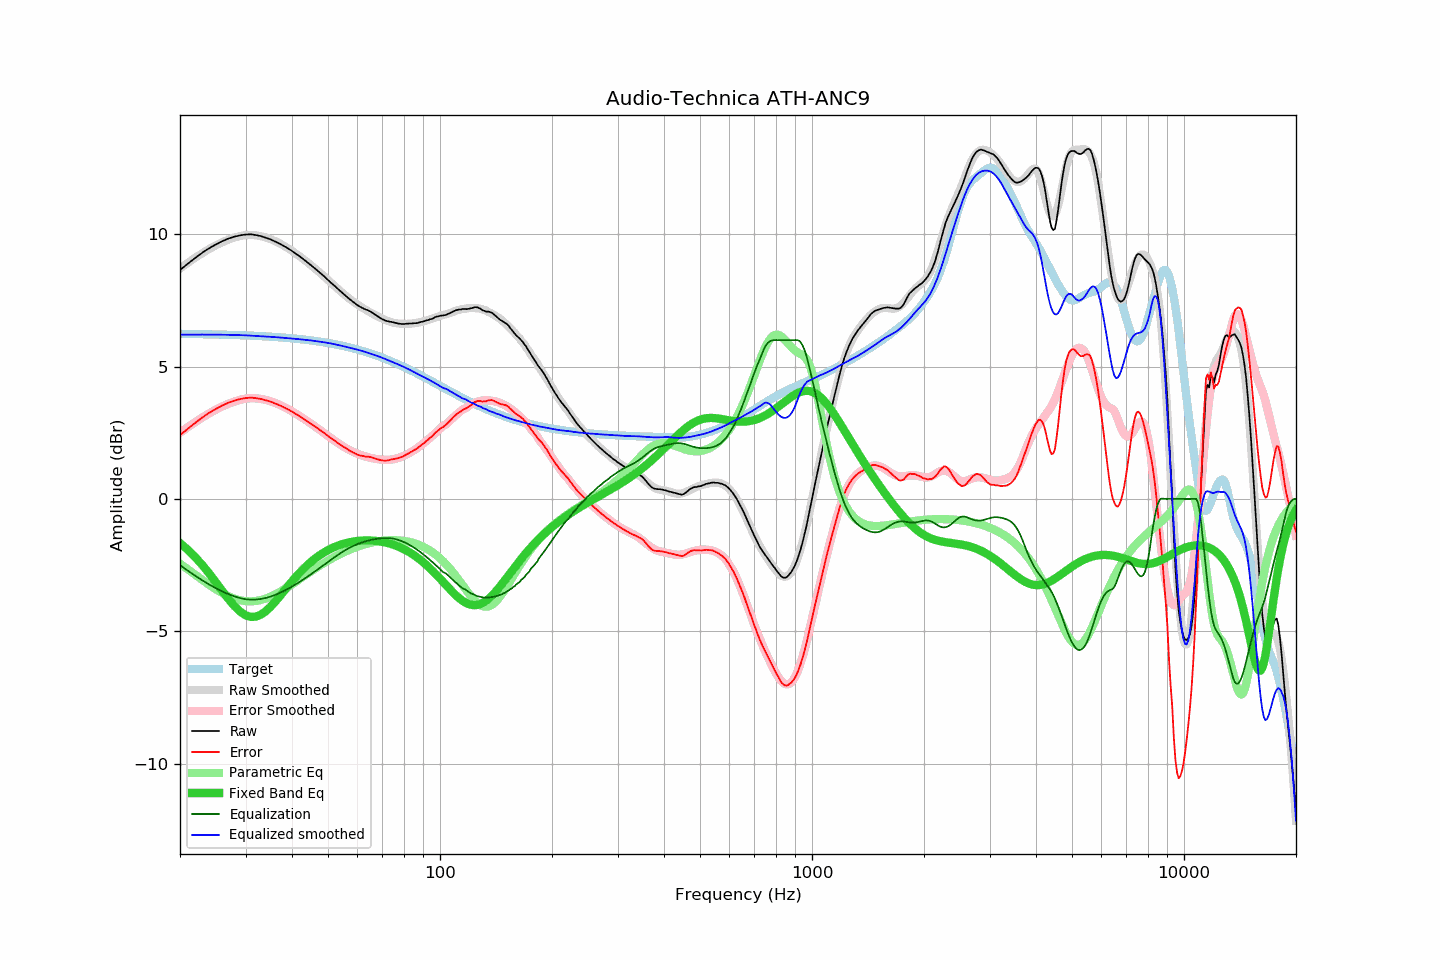 Audio-Technica ATH-ANC9
Amplitude (dBr)
10
5
0
−5
−10
Target
Raw Smoothed
Error Smoothed
Raw
Error
Parametric Eq
Fixed Band Eq
Equalization
Equalized smoothed
100 1000 10000
Frequency (Hz)